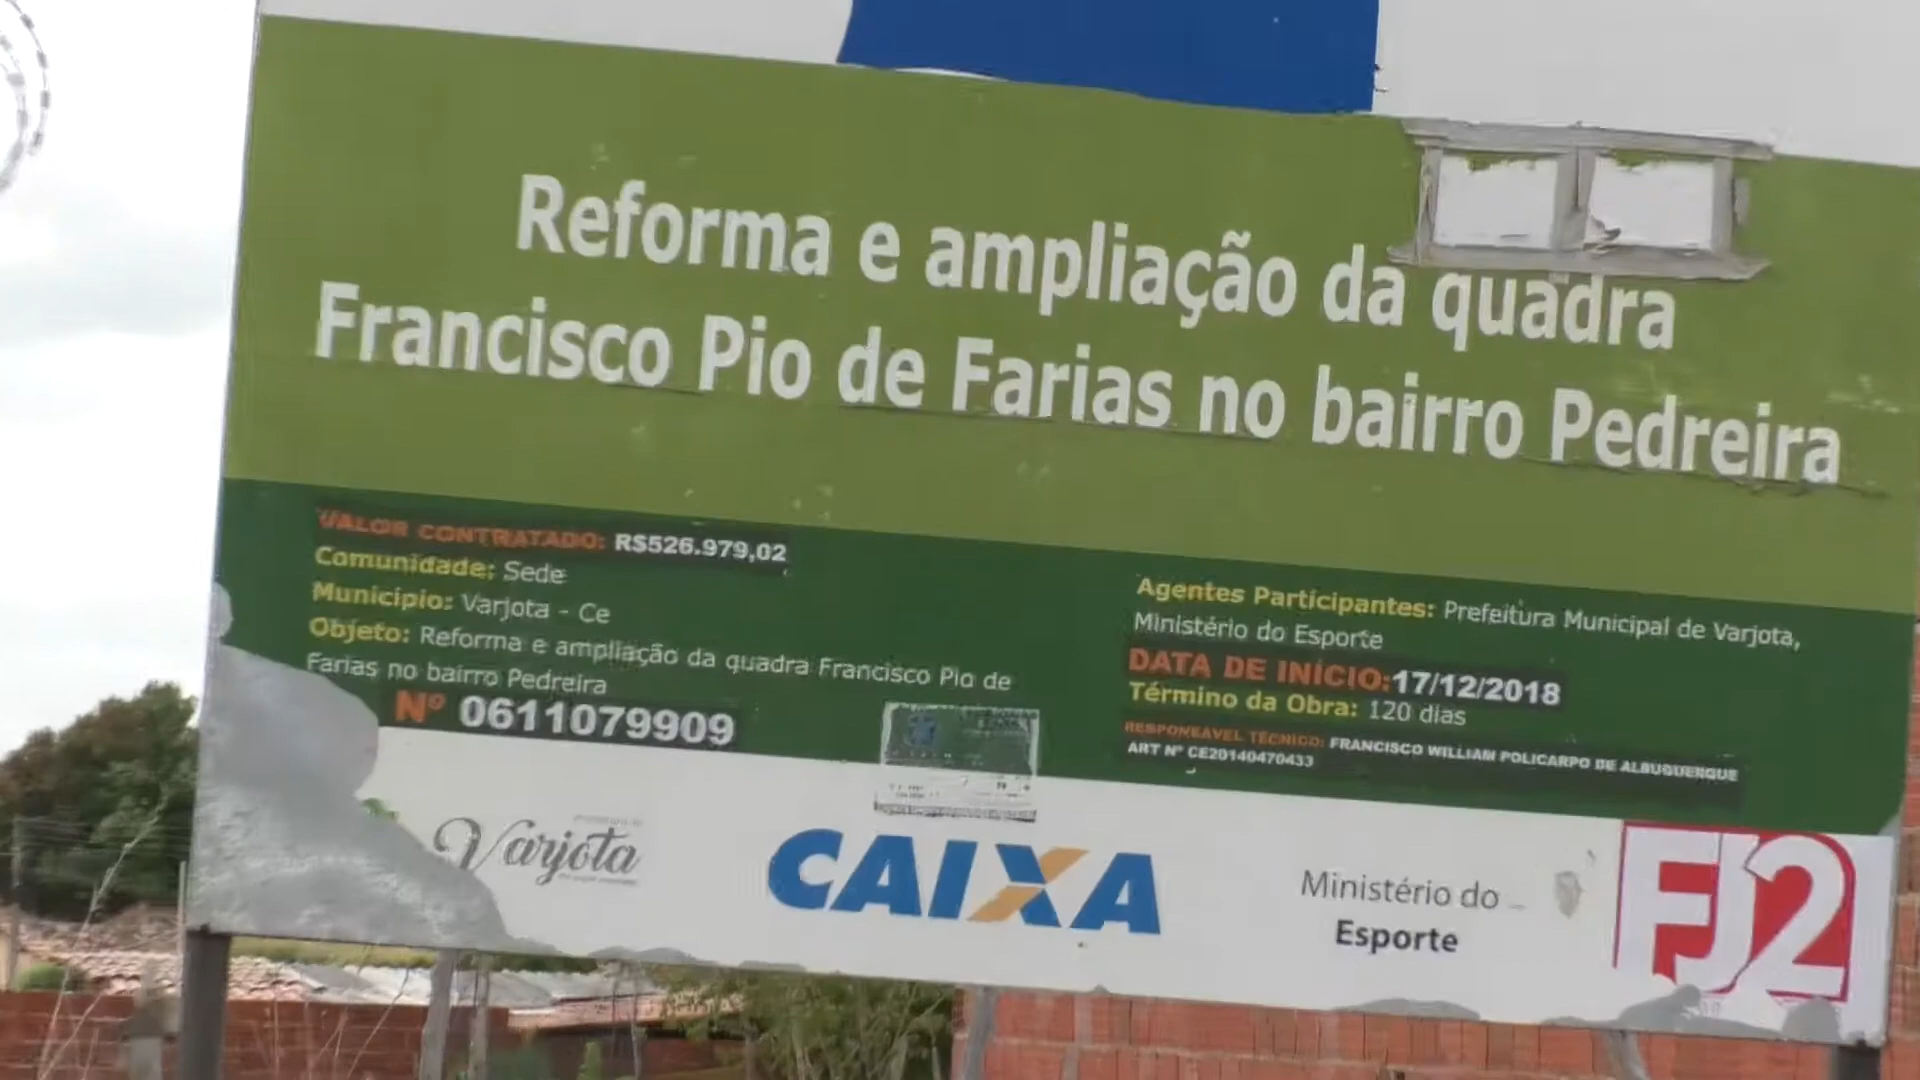 Reforma e ampliação da quadra
Francisco Pio de Farias no bairro Pedreira
VALOR CONTRATADO: R$526.979,02
Comunidade: Sede
Município: Varjota - Ce
Objeto: Reforma e ampliação da quadra Francisco Pio de
Farias no bairro Pedreira
Nº 0611079909
Agentes Participantes: Prefeitura Municipal de Varjota,
Ministério do Esporte
DATA DE INÍCIO:17/12/2018
Término da Obra: 120 dias
RESPONSÁVEL TÉCNICO: FRANCISCO WILLIAM POLICARPO DE ALBUQUERQUE
ART Nº CE20140470433
Varjota
CAIXA
Ministério do
Esporte
FJ2